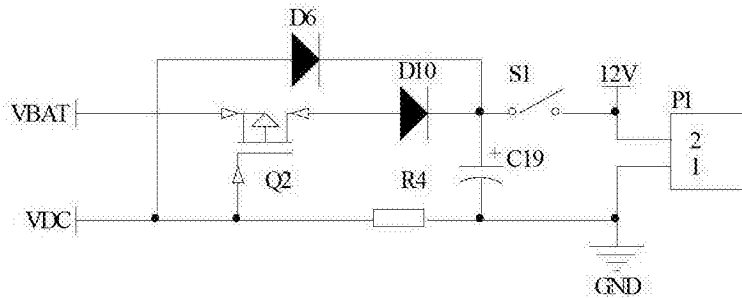 D6
D10
S1
12V
P1
VBAT
2
1
+
C19
Q2
R4
VDC
GND